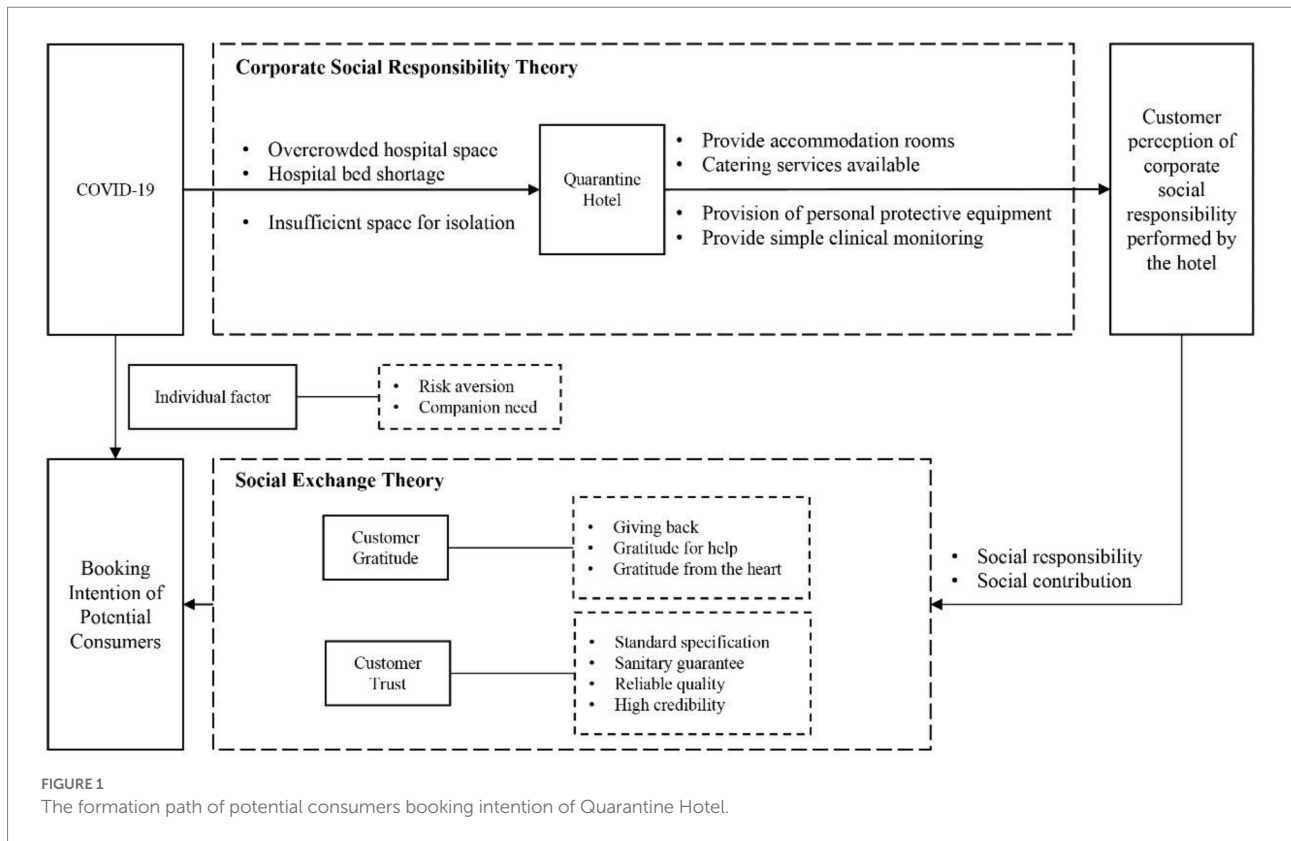 Corporate Social Responsibility Theory
COVID-19
• Overcrowded hospital space
• Hospital bed shortage
• Insufficient space for isolation
Quarantine
Hotel
• Provide accommodation rooms
• Catering services available
• Provision of personal protective equipment
• Provide simple clinical monitoring
Customer
perception of
corporate
social
responsibility
performed by
the hotel
Individual factor
• Risk aversion
• Companion need
Booking
Intention of
Potential
Consumers
Social Exchange Theory
Customer
Gratitude
• Giving back
• Gratitude for help
• Gratitude from the heart
Customer
Trust
• Standard specification
• Sanitary guarantee
• Reliable quality
• High credibility
• Social responsibility
• Social contribution
FIGURE 1
The formation path of potential consumers booking intention of Quarantine Hotel.